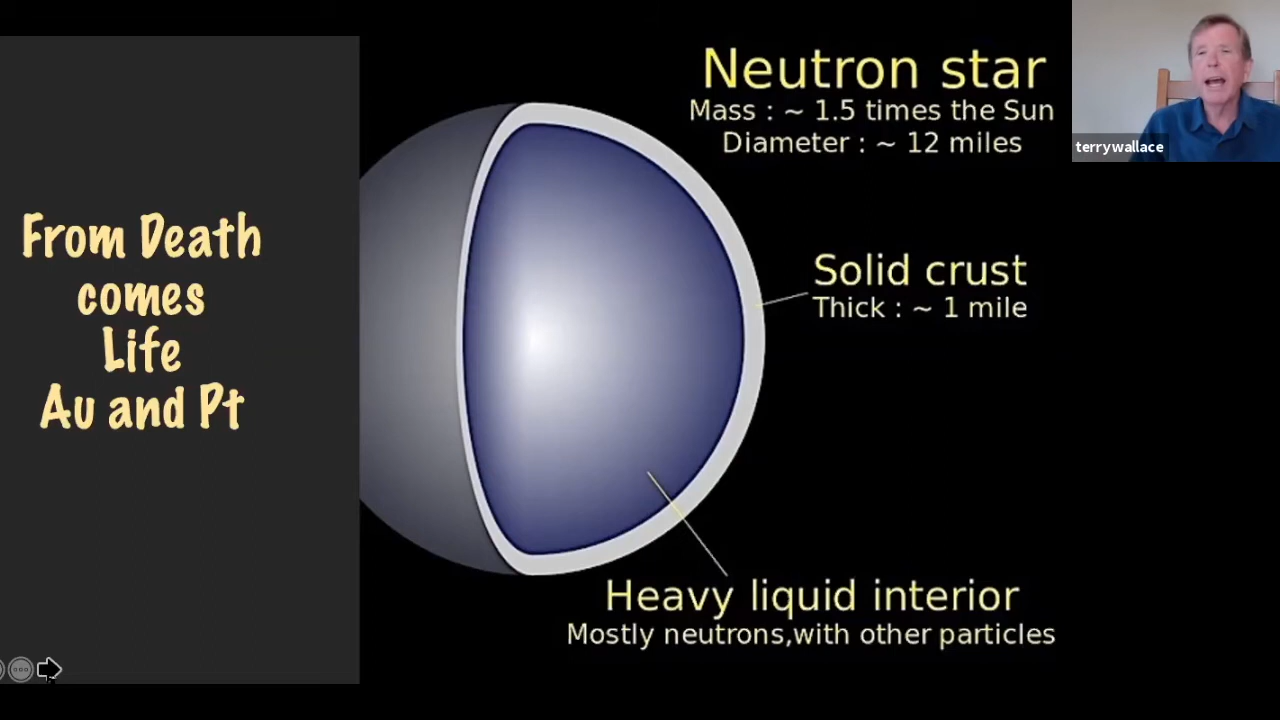 From Death
comes
Life
Au and Pt
Neutron star
Mass : ~ 1.5 times the Sun
Diameter : ~ 12 miles
Solid crust
Thick : ~ 1 mile
Heavy liquid interior
Mostly neutrons,with other particles
terrywallace